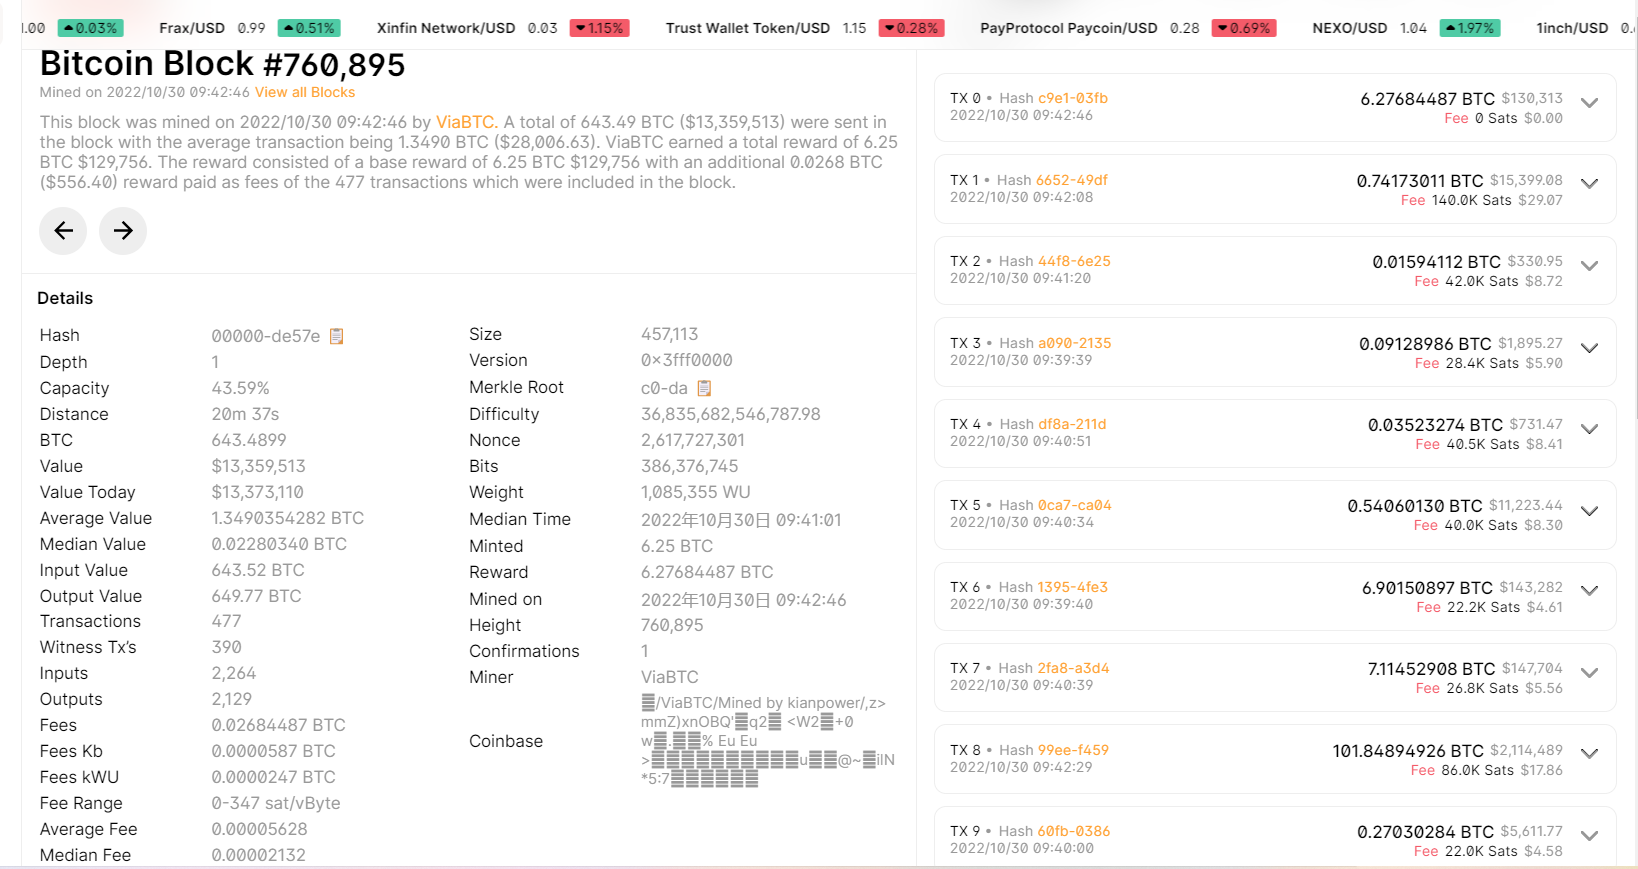 1.00 0.03% Frax/USD 0.99 0.51% Xinfin Network/USD 0.03 1.15% Trust Wallet Token/USD 1.15 0.28% PayProtocol Paycoin/USD 0.28 0.69% NEXO/USD 1.04 1.97% 1inch/USD
Bitcoin Block #760,895
Mined on 2022/10/30 09:42:46 View all Blocks
This block was mined on 2022/10/30 09:42:46 by ViaBTC. A total of 643.49 BTC ($13,359,513) were sent in
the block with the average transaction being 1.3490 BTC ($28,006.63). ViaBTC earned a total reward of 6.25
BTC $129,756. The reward consisted of a base reward of 6.25 BTC $129,756 with an additional 0.0268 BTC
($556.40) reward paid as fees of the 477 transactions which were included in the block.
Details
Hash 00000-de57e
Depth 1
Capacity 43.59%
Distance 20m 37s
BTC 643.4899
Value $13,359,513
Value Today $13,373,110
Average Value 1.3490354282 BTC
Median Value 0.02280340 BTC
Input Value 643.52 BTC
Output Value 649.77 BTC
Transactions 477
Witness Tx's 390
Inputs 2,264
Outputs 2,129
Fees 0.02684487 BTC
Fees Kb 0.0000587 BTC
Fees kWU 0.0000247 BTC
Fee Range 0-347 sat/vByte
Average Fee 0.00005628
Median Fee 0.00002132
Size 457,113
Version 0x3fff0000
Merkle Root c0-da
Difficulty 36,835,682,546,787.98
Nonce 2,617,727,301
Bits 386,376,745
Weight 1,085,355 WU
Median Time 2022年10月30日 09:41:01
Minted 6.25 BTC
Reward 6.27684487 BTC
Mined on 2022年10月30日 09:42:46
Height 760,895
Confirmations 1
Miner ViaBTC
Coinbase
/ViaBTC/Mined by kianpower/,z>
mmZ)xnOBQ' q2 <W2 +0
w . % Eu Eu
> u @~ îlN
*5:7
TX 0 • Hash c9e1-03fb 6.27684487 BTC $130,313
2022/10/30 09:42:46 Fee 0 Sats $0.00
TX 1 • Hash 6652-49df 0.74173011 BTC $15,399.08
2022/10/30 09:42:08 Fee 140.0K Sats $29.07
TX 2 • Hash 44f8-6e25 0.01594112 BTC $330.95
2022/10/30 09:41:20 Fee 42.0K Sats $8.72
TX 3 • Hash a090-2135 0.09128986 BTC $1,895.27
2022/10/30 09:39:39 Fee 28.4K Sats $5.90
TX 4 • Hash df8a-211d 0.03523274 BTC $731.47
2022/10/30 09:40:51 Fee 40.5K Sats $8.41
TX 5 • Hash 0ca7-ca04 0.54060130 BTC $11,223.44
2022/10/30 09:40:34 Fee 40.0K Sats $8.30
TX 6 • Hash 1395-4fe3 6.90150897 BTC $143,282
2022/10/30 09:39:40 Fee 22.2K Sats $4.61
TX 7 • Hash 2fa8-a3d4 7.11452908 BTC $147,704
2022/10/30 09:40:39 Fee 26.8K Sats $5.56
TX 8 • Hash 99ee-f459 101.84894926 BTC $2,114,489
2022/10/30 09:42:29 Fee 86.0K Sats $17.86
TX 9 • Hash 60fb-0386 0.27030284 BTC $5,611.77
2022/10/30 09:40:00 Fee 22.0K Sats $4.58